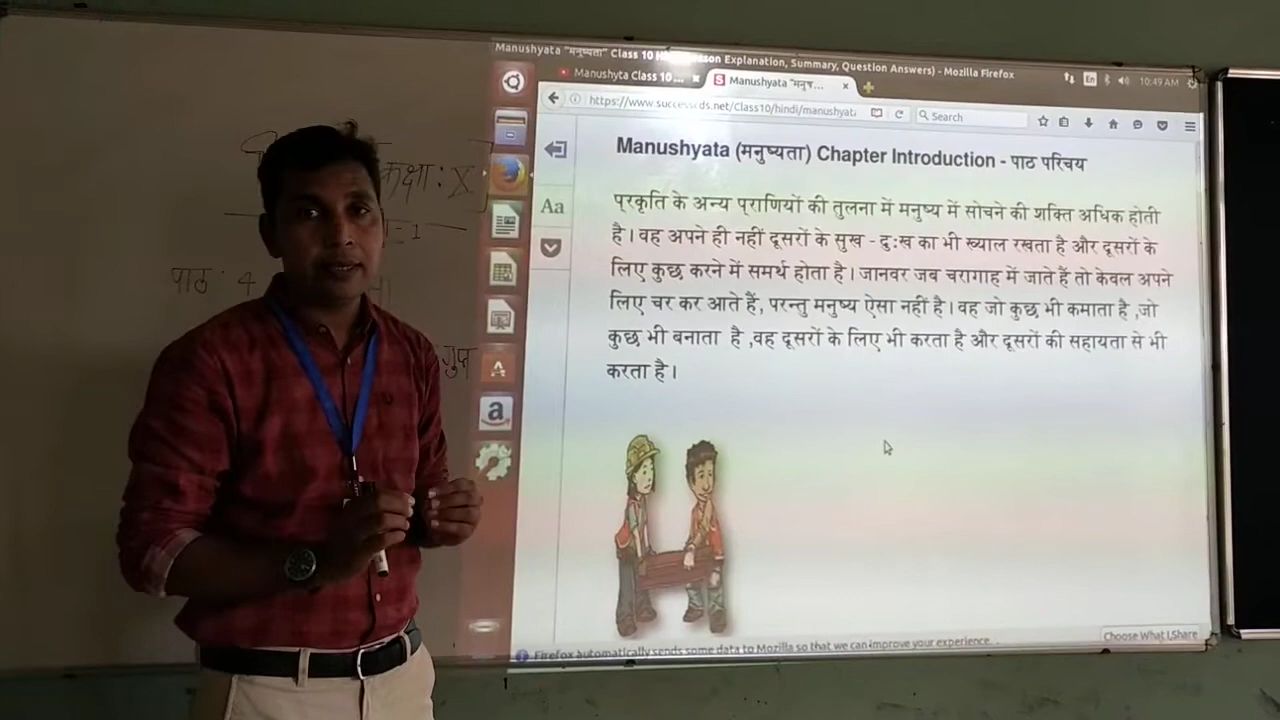 Manushyata "मनुष्यता" Class 10 Explanation, Summary, Question Answers) - Mozilla Firefox
Manushyta Class 10 ...
Manushyata "मनुष...
En
10:49 AM
https://www.successcds.net/Class10/hindi/manushyat
Search
Manushyata (मनुष्यता) Chapter Introduction - पाठ परिचय
Aa
प्रकृति के अन्य प्राणियों की तुलना में मनुष्य में सोचने की शक्ति अधिक होती
है। वह अपने ही नहीं दूसरों के सुख - दुःख का भी ख्याल रखता है और दूसरों के
लिए कुछ करने में समर्थ होता है। जानवर जब चरागाह में जाते हैं तो केवल अपने
लिए चर कर आते हैं, परन्तु मनुष्य ऐसा नहीं है। वह जो कुछ भी कमाता है ,जो
कुछ भी बनाता है ,वह दूसरों के लिए भी करता है और दूसरों की सहायता से भी
करता है।
Firefox automatically sends some data to Mozilla so that we can improve your experience.
Choose What I Share
कक्षा : X
पाठ : 4
गुप्त